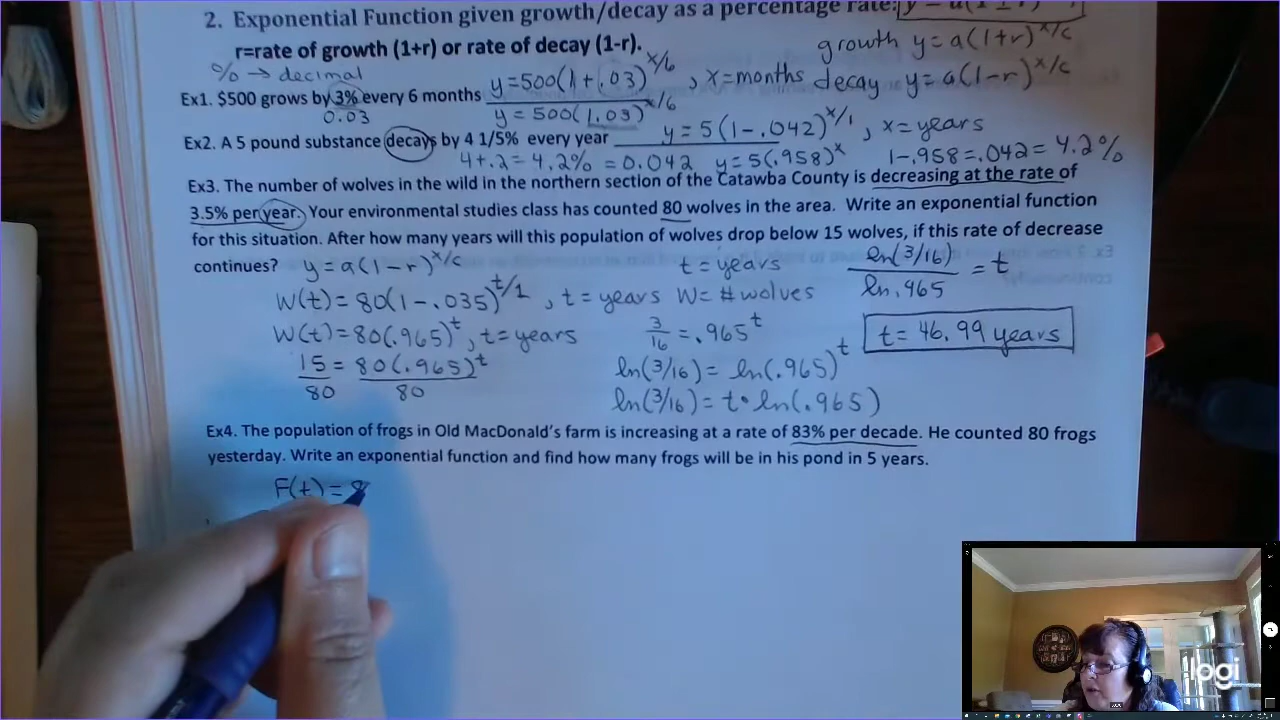 2. Exponential Function given growth/decay as a percentage rate:
r=rate of growth (1+r) or rate of decay (1-r).
growth y=a(1+r)^x/c
% → decimal
y=500(1+.03)^x/6, x=months
decay y=a(1-r)^x/c
Ex1. $500 grows by 3% every 6 months
0.03
y=500(1.03)^x/6
y=5(1-.042)^x/1, x=years
Ex2. A 5 pound substance decays by 4 1/5% every year
4+.2=4.2%=0.042 y=5(.958)^x 1-.958=.042=4.2%
Ex3. The number of wolves in the wild in the northern section of the Catawba County is decreasing at the rate of
3.5% per year. Your environmental studies class has counted 80 wolves in the area. Write an exponential function
for this situation. After how many years will this population of wolves drop below 15 wolves, if this rate of decrease
continues? y=a(1-r)^x/c
t=years
ln(3/16)/ln.965 = t
W(t)=80(1-.035)^t/1, t=years W=#wolves
W(t)=80(.965)^t, t=years
3/16=.965^t
t=46.99 years
15/80=80(.965)^t/80
ln(3/16)=ln(.965)^t
ln(3/16)=t•ln(.965)
Ex4. The population of frogs in Old MacDonald's farm is increasing at a rate of 83% per decade. He counted 80 frogs
yesterday. Write an exponential function and find how many frogs will be in his pond in 5 years.
F(t)=8
logi